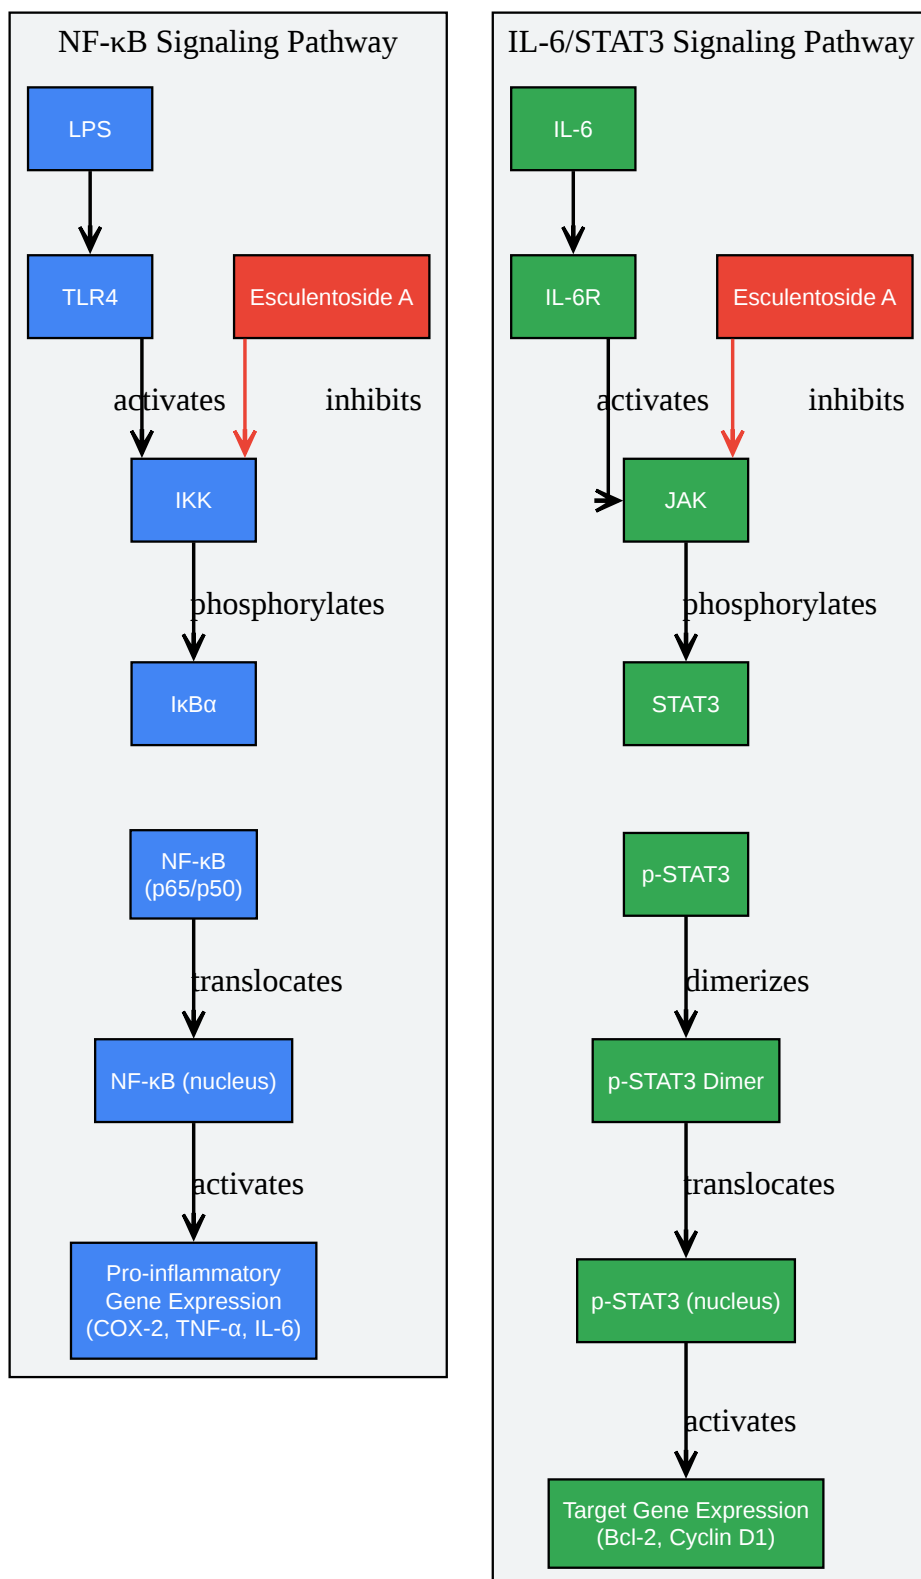 NF-κB Signaling Pathway
LPS
TLR4
Esculentoside A
activates
inhibits
IKK
phosphorylates
IκBα
NF-κB
(p65/p50)
translocates
NF-κB (nucleus)
activates
Pro-inflammatory
Gene Expression
(COX-2, TNF-α, IL-6)
IL-6/STAT3 Signaling Pathway
IL-6
IL-6R
Esculentoside A
activates
inhibits
JAK
phosphorylates
STAT3
p-STAT3
dimerizes
p-STAT3 Dimer
translocates
p-STAT3 (nucleus)
activates
Target Gene Expression
(Bcl-2, Cyclin D1)